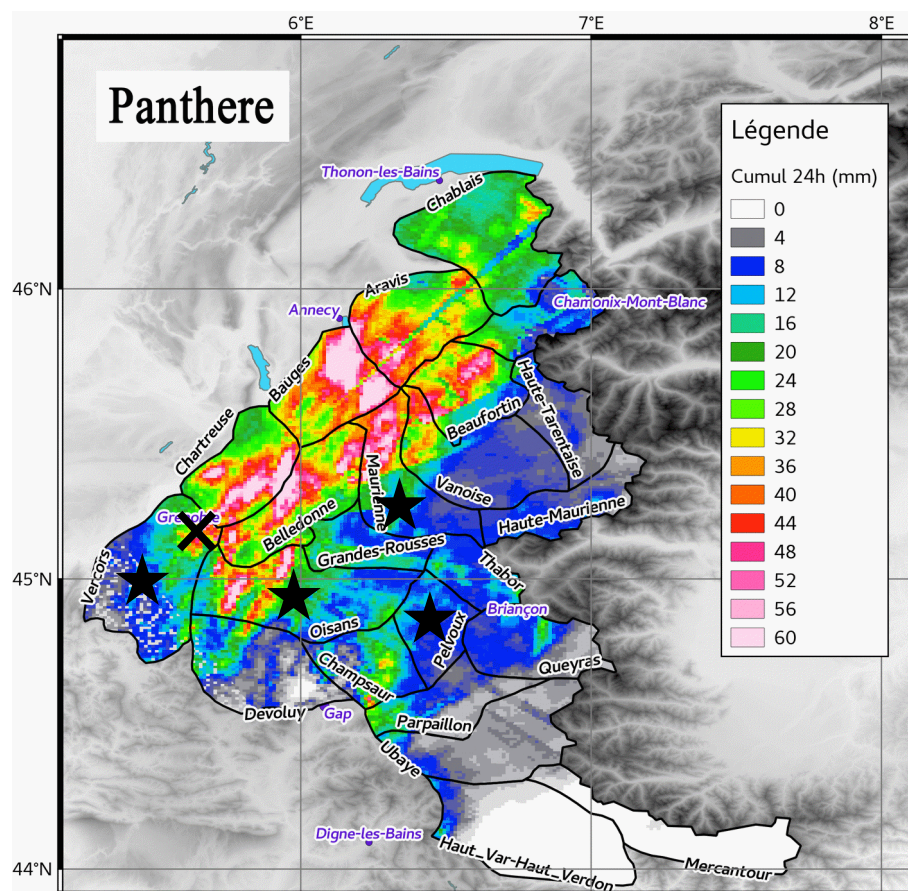 6°E
7°E
8°E
Panthere
Légende
Cumul 24h (mm)
0
4
8
12
16
20
24
28
32
36
40
44
48
52
56
60
Thonon-les-Bains
Chablais
46°N
Aravis
Annecy
Chamonix-Mont-Blanc
Bauges
Haute-Tarentaise
Beaufortin
Chartreuse
Maurienne
Vanoise
Grenoble
Belledonne
Haute-Maurienne
Grandes-Rousses
45°N
Vercors
Thabor
Briançon
Oisans
Pelvoux
Champsaur
Queyras
Devoluy
Gap
Parpaillon
Ubaye
Digne-les-Bains
44°N
Haut_Var-Haut_Verdon
Mercantour